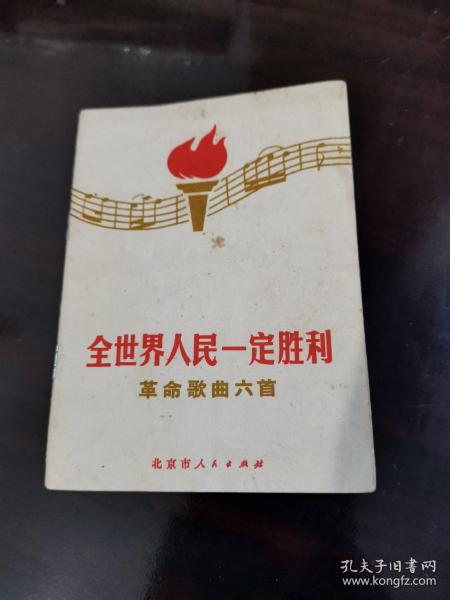 全世界人民一定胜利
革命歌曲六首
北京市人民出版社
孔夫子旧书网
www.kongfz.com